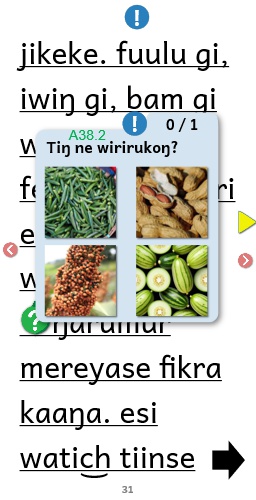 jikeke. fuulu gi,
iwiŋ gi, bam gi
A38.2
0 / 1
Tiŋ ne wirirukoŋ?
mereyase fikra
kaaŋa. esi
watich tiinse
31